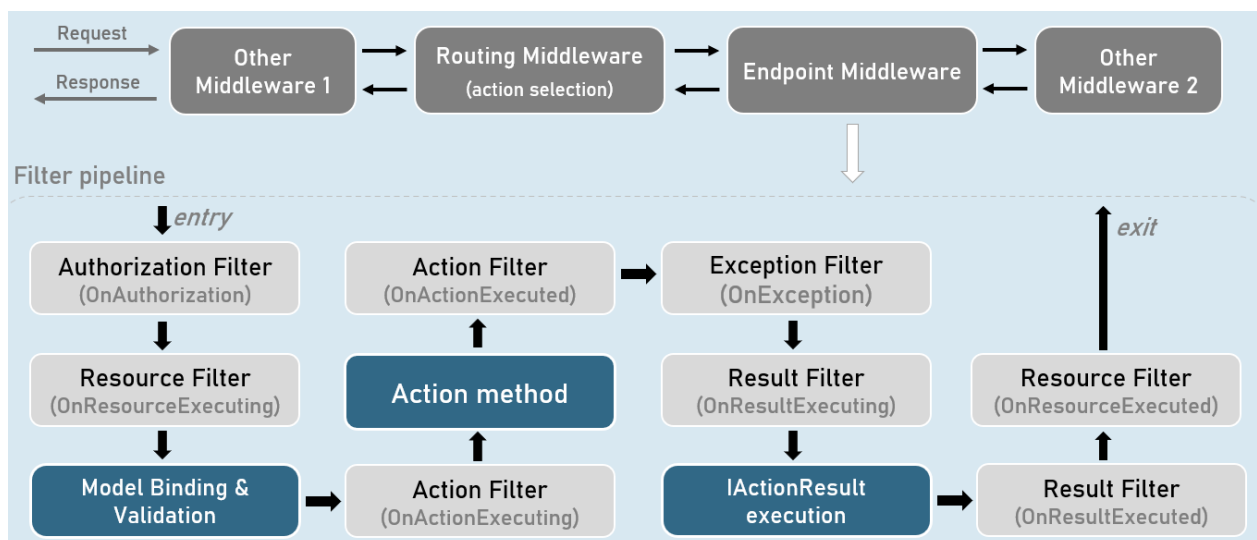 Request
Response
Other
Middleware 1
Routing Middleware
(action selection)
Endpoint Middleware
Other
Middleware 2
Filter pipeline
entry
exit
Authorization Filter
(OnAuthorization)
Action Filter
(OnActionExecuted)
Exception Filter
(OnException)
Resource Filter
(OnResourceExecuting)
Action method
Result Filter
(OnResultExecuting)
Resource Filter
(OnResourceExecuted)
Model Binding &
Validation
Action Filter
(OnActionExecuting)
IActionResult
execution
Result Filter
(OnResultExecuted)